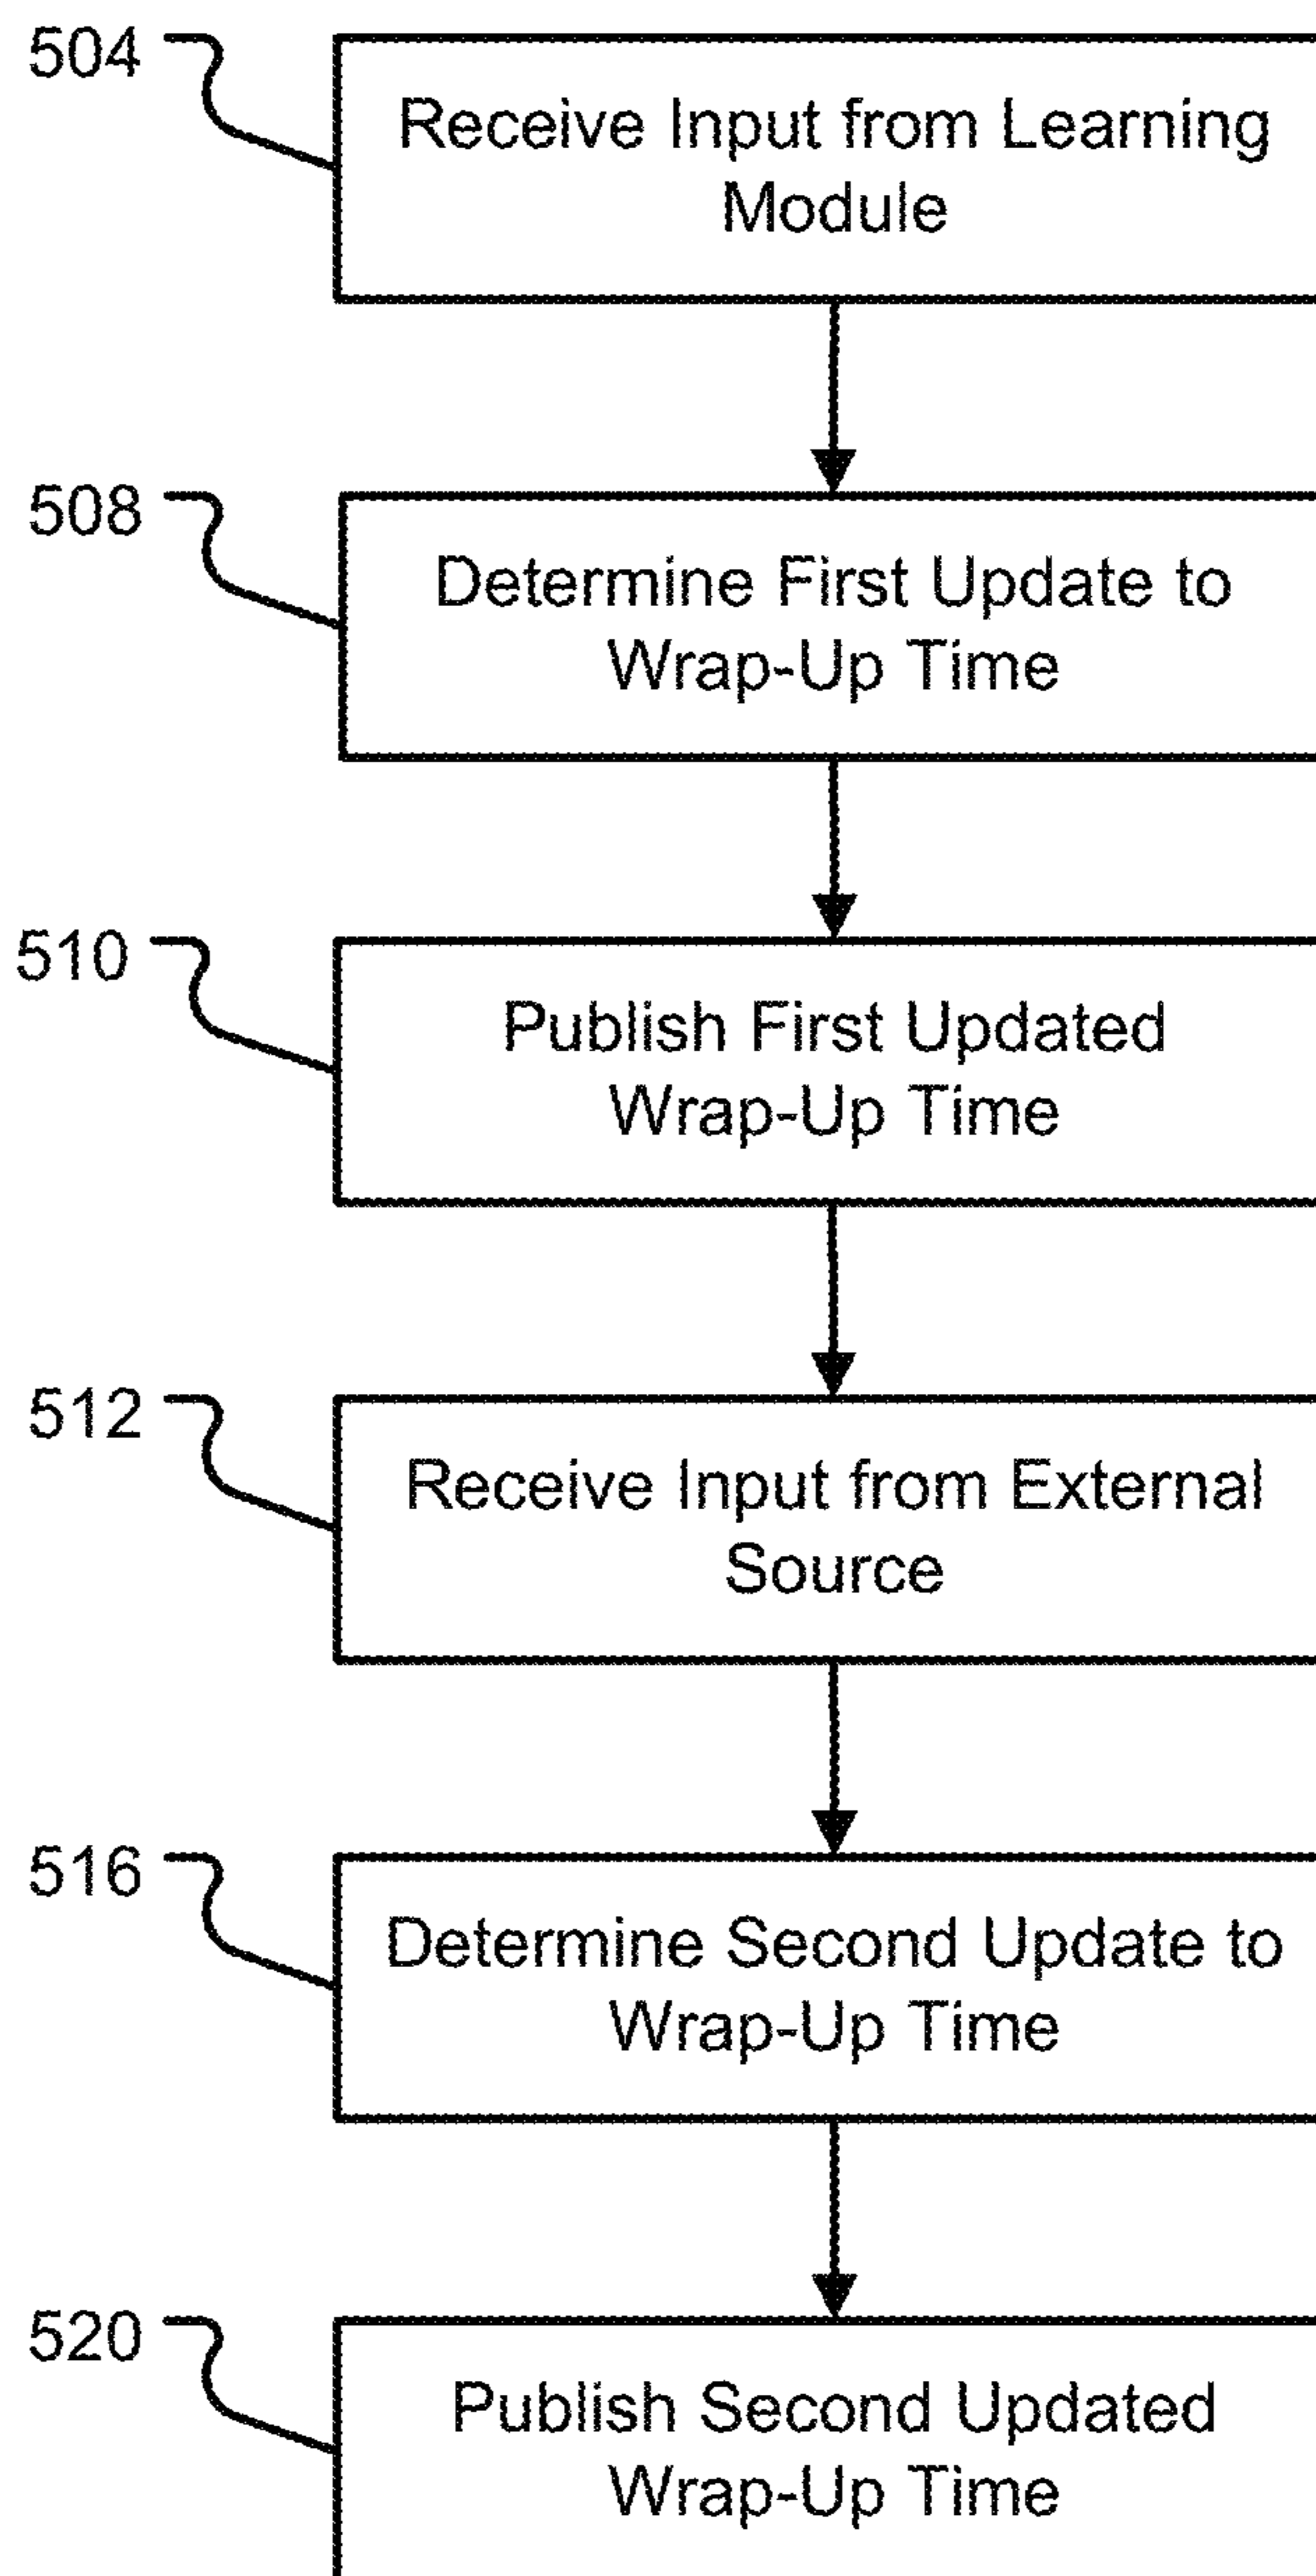 504
Receive Input from Learning
Module
508
Determine First Update to
Wrap-Up Time
510
Publish First Updated
Wrap-Up Time
512
Receive Input from External
Source
516
Determine Second Update to
Wrap-Up Time
520
Publish Second Updated
Wrap-Up Time